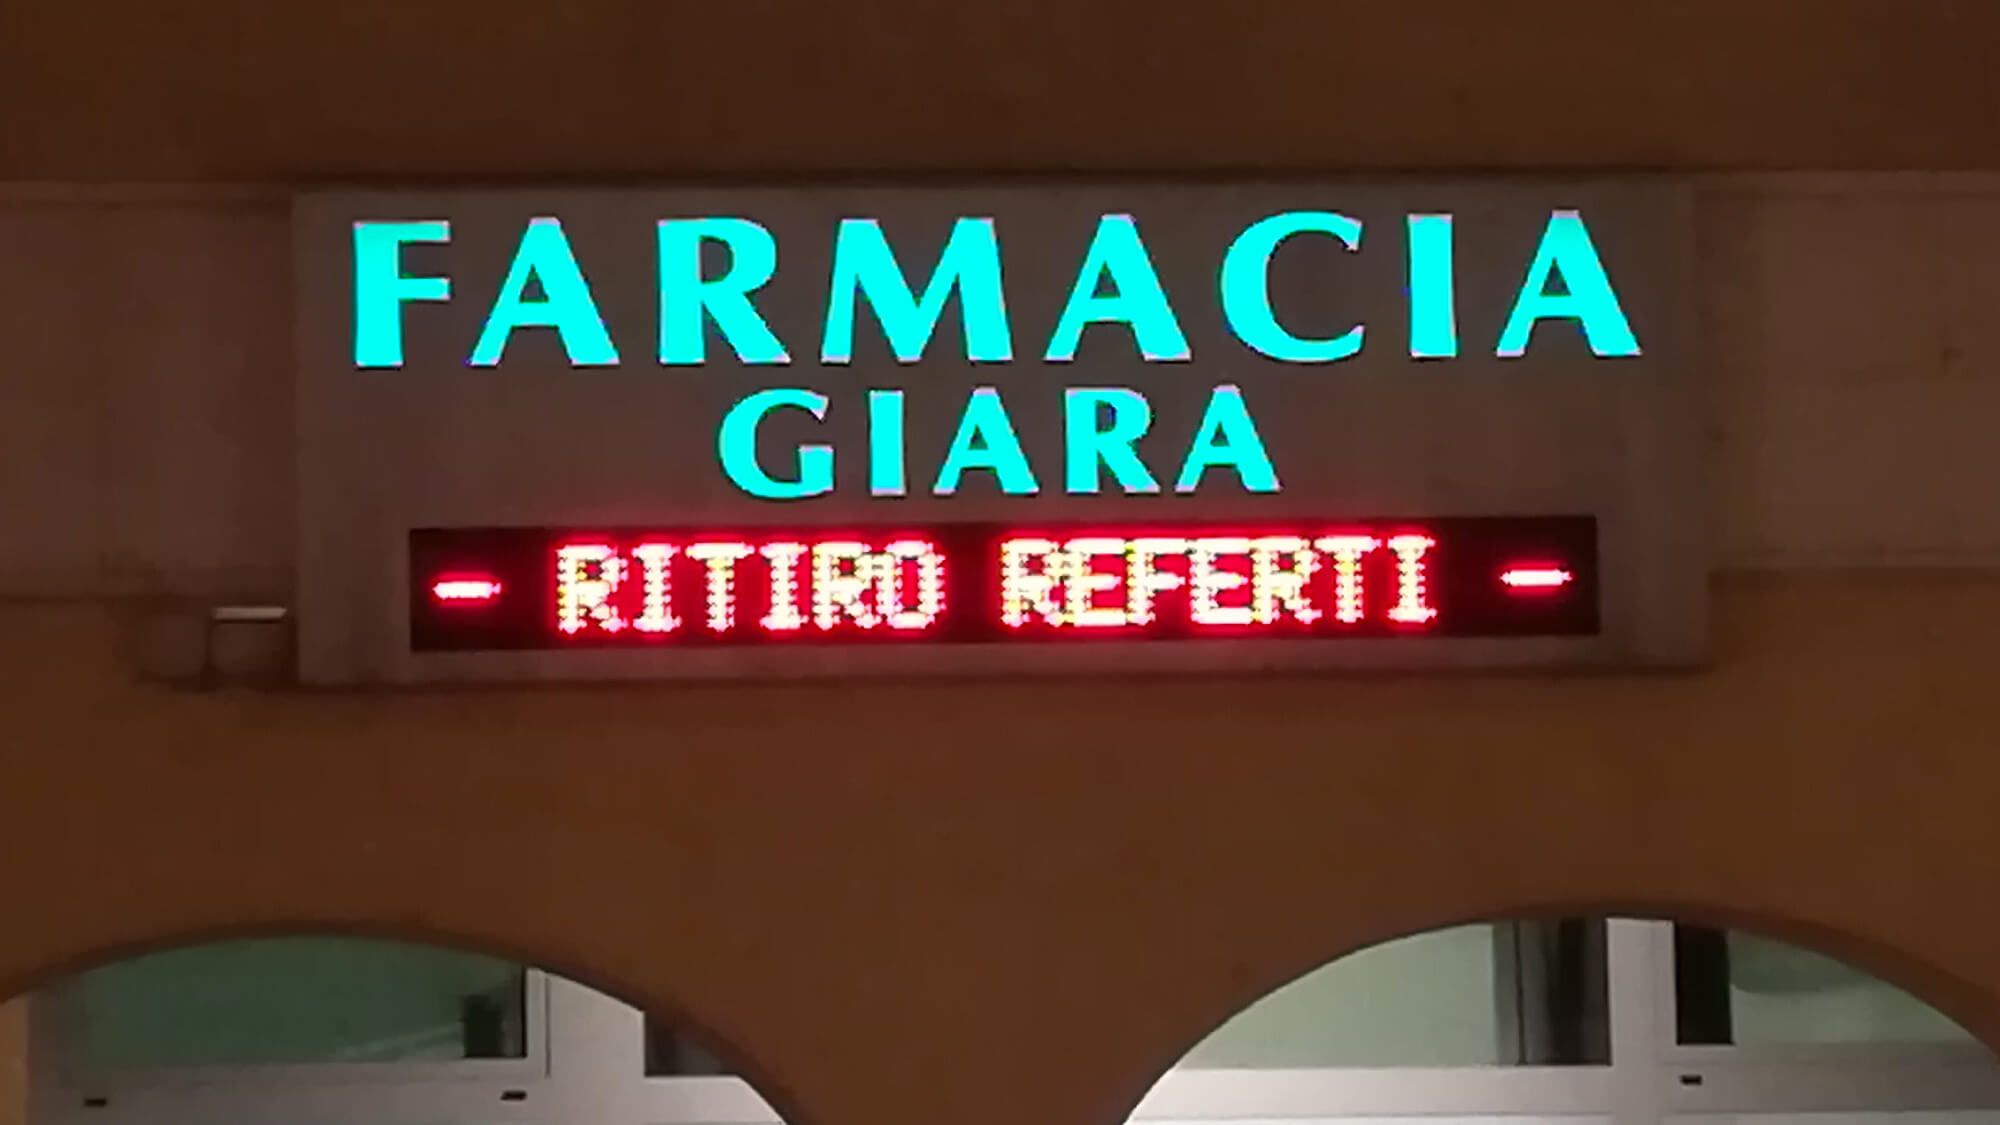 FARMACIA
GIARA
- RITIRO REFERTI -